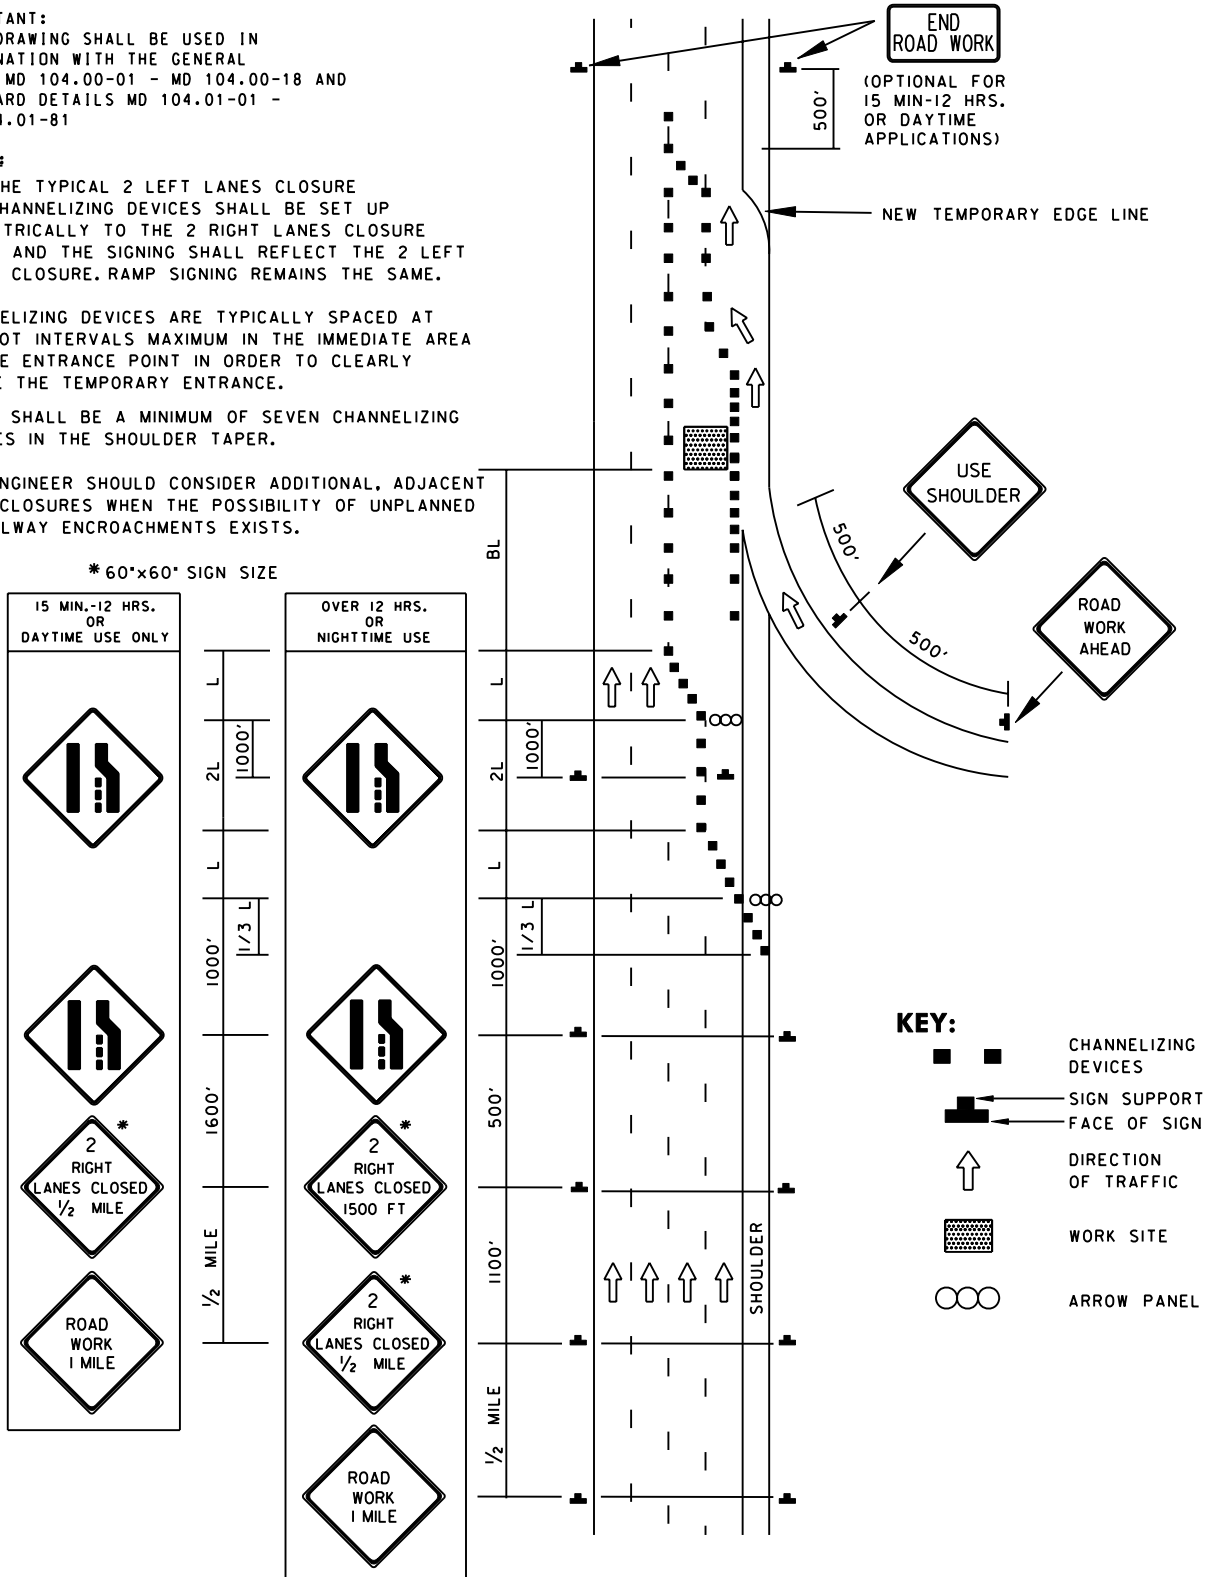 TANT:
DRAWING SHALL BE USED IN
NATION WITH THE GENERAL
MD 104.00-01 - MD 104.00-18 AND
ARD DETAILS MD 104.01-01 -
.01-81
HE TYPICAL 2 LEFT LANES CLOSURE
HANNELIZING DEVICES SHALL BE SET UP
TRICALLY TO THE 2 RIGHT LANES CLOSURE
AND THE SIGNING SHALL REFLECT THE 2 LEFT
CLOSURE. RAMP SIGNING REMAINS THE SAME.
ELIZING DEVICES ARE TYPICALLY SPACED AT
OT INTERVALS MAXIMUM IN THE IMMEDIATE AREA
E ENTRANCE POINT IN ORDER TO CLEARLY
E THE TEMPORARY ENTRANCE.
SHALL BE A MINIMUM OF SEVEN CHANNELIZING
ES IN THE SHOULDER TAPER.
NGINEER SHOULD CONSIDER ADDITIONAL, ADJACENT
CLOSURES WHEN THE POSSIBILITY OF UNPLANNED
LWAY ENCROACHMENTS EXISTS.
* 60"x60" SIGN SIZE
15 MIN.-12 HRS.
OR
DAYTIME USE ONLY
*
2
RIGHT
LANES CLOSED
1/2 MILE
ROAD
WORK
1 MILE
L
2L
1000'
L
1/3 L
1000'
1600'
1/2 MILE
OVER 12 HRS.
OR
NIGHTTIME USE
*
2
RIGHT
LANES CLOSED
1500 FT
*
2
RIGHT
LANES CLOSED
1/2 MILE
ROAD
WORK
1 MILE
BL
L
2L
1000'
L
1/3 L
1000'
500'
1100'
1/2 MILE
SHOULDER
END
ROAD WORK
(OPTIONAL FOR
15 MIN-12 HRS.
OR DAYTIME
APPLICATIONS)
500'
NEW TEMPORARY EDGE LINE
USE
SHOULDER
500'
500'
ROAD
WORK
AHEAD
KEY:
CHANNELIZING
DEVICES
SIGN SUPPORT
FACE OF SIGN
DIRECTION
OF TRAFFIC
WORK SITE
ARROW PANEL